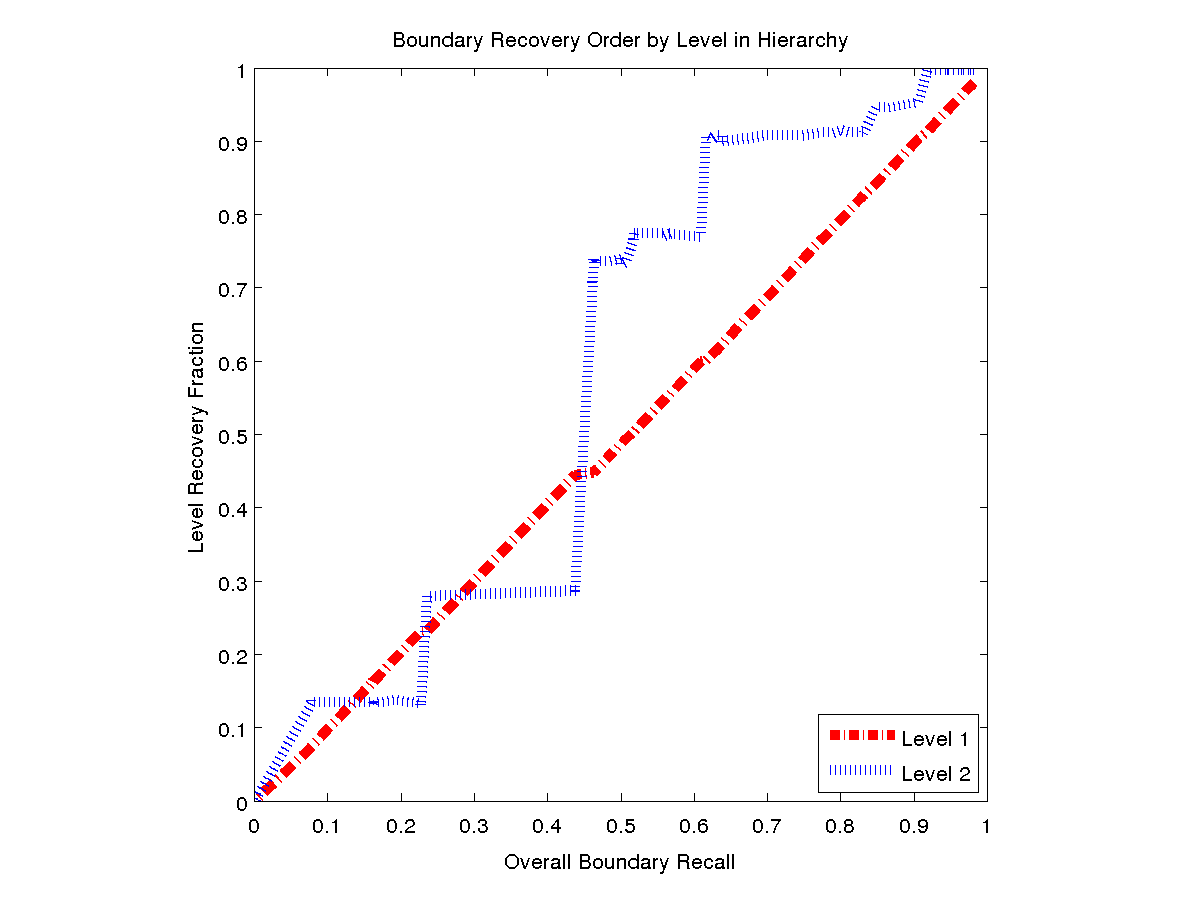 Boundary Recovery Order by Level in Hierarchy
1
0.9
0.8
0.7
0.6
0.5
0.4
0.3
0.2
0.1
0
Level Recovery Fraction
Level 1
Level 2
0 0.1 0.2 0.3 0.4 0.5 0.6 0.7 0.8 0.9 1
Overall Boundary Recall